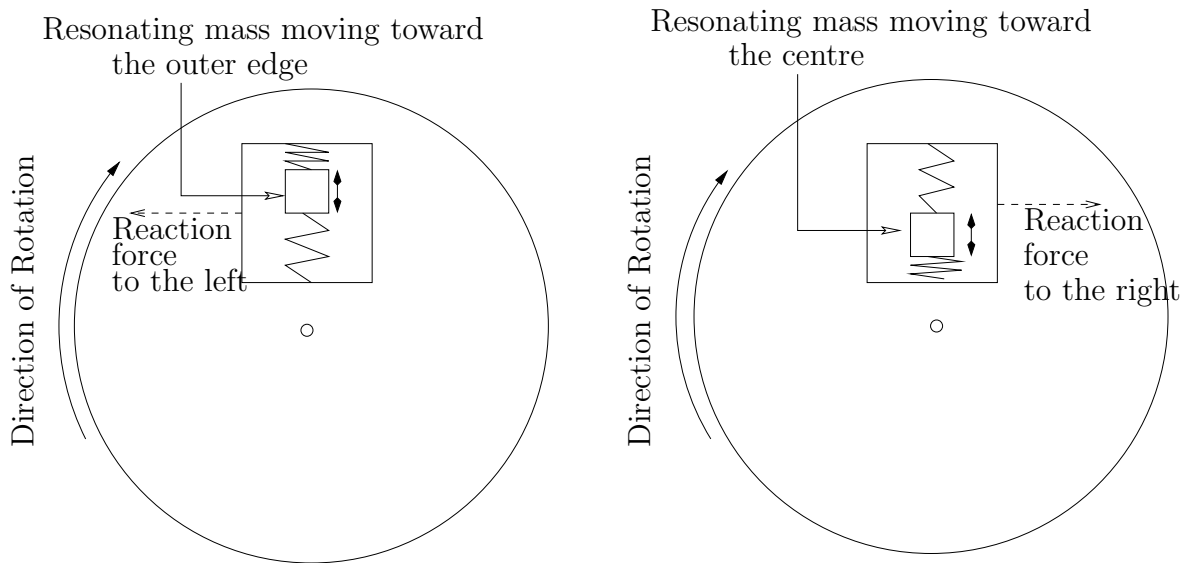 Resonating mass moving toward
the outer edge
Direction of Rotation
Reaction
force
to the left
Resonating mass moving toward
the centre
Direction of Rotation
Reaction
force
to the right